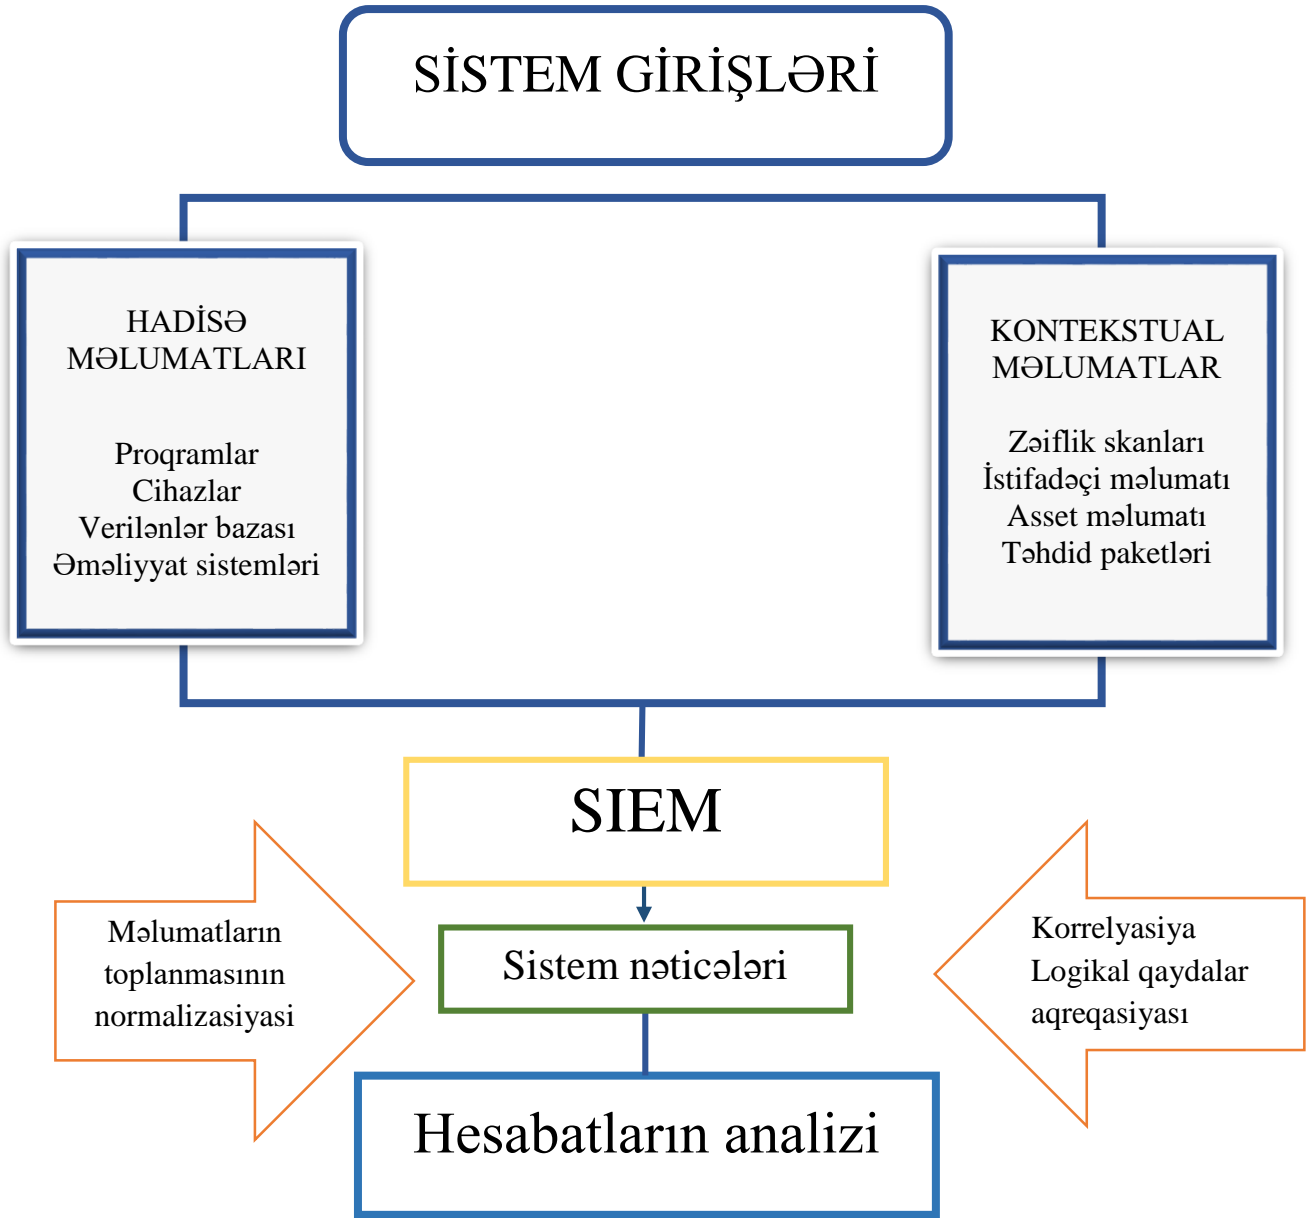 SİSTEM GİRİŞLƏRİ
HADİSƏ
MƏLUMATLARI
Proqramlar
Cihazlar
Verilənlər bazası
Əməliyyat sistemləri
KONTEKSTUAL
MƏLUMATLAR
Zəiflik skanları
İstifadəçi məlumatı
Asset məlumatı
Təhdid paketləri
SIEM
Məlumatların
toplanmasının
normalizasiyasi
Sistem nəticələri
Korrelyasiya
Logikal qaydalar
aqreqasiyası
Hesabatların analizi